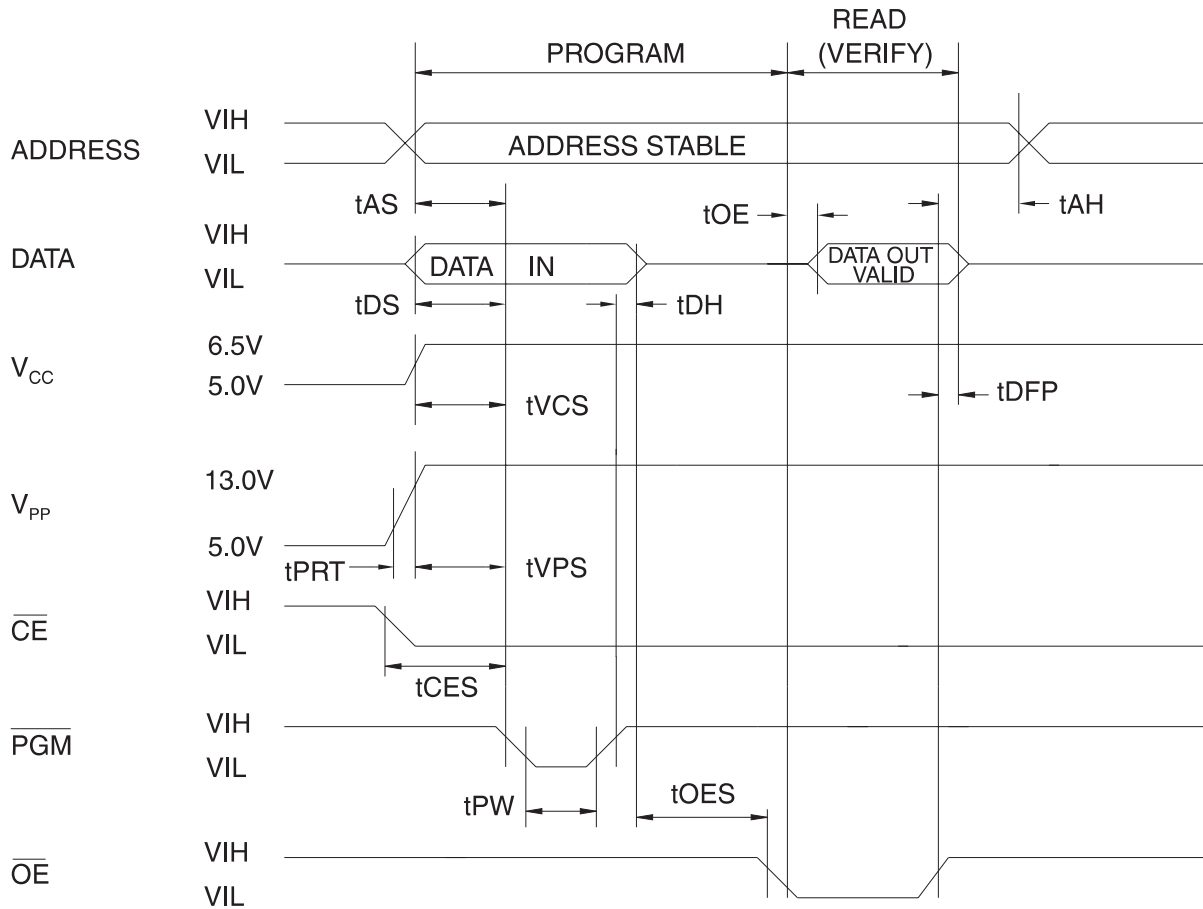 READ
PROGRAM (VERIFY)
VIH
ADDRESS ADDRESS STABLE
VIL
tAS tOE tAH
VIH
DATA DATA IN DATA OUT
VIL VALID
tDS tDH
6.5V
VCC
5.0V
tVCS tDFP
13.0V
VPP
5.0V
tPRT tVPS
VIH
CE
VIL
tCES
VIH
PGM
VIL
tPW tOES
VIH
OE
VIL